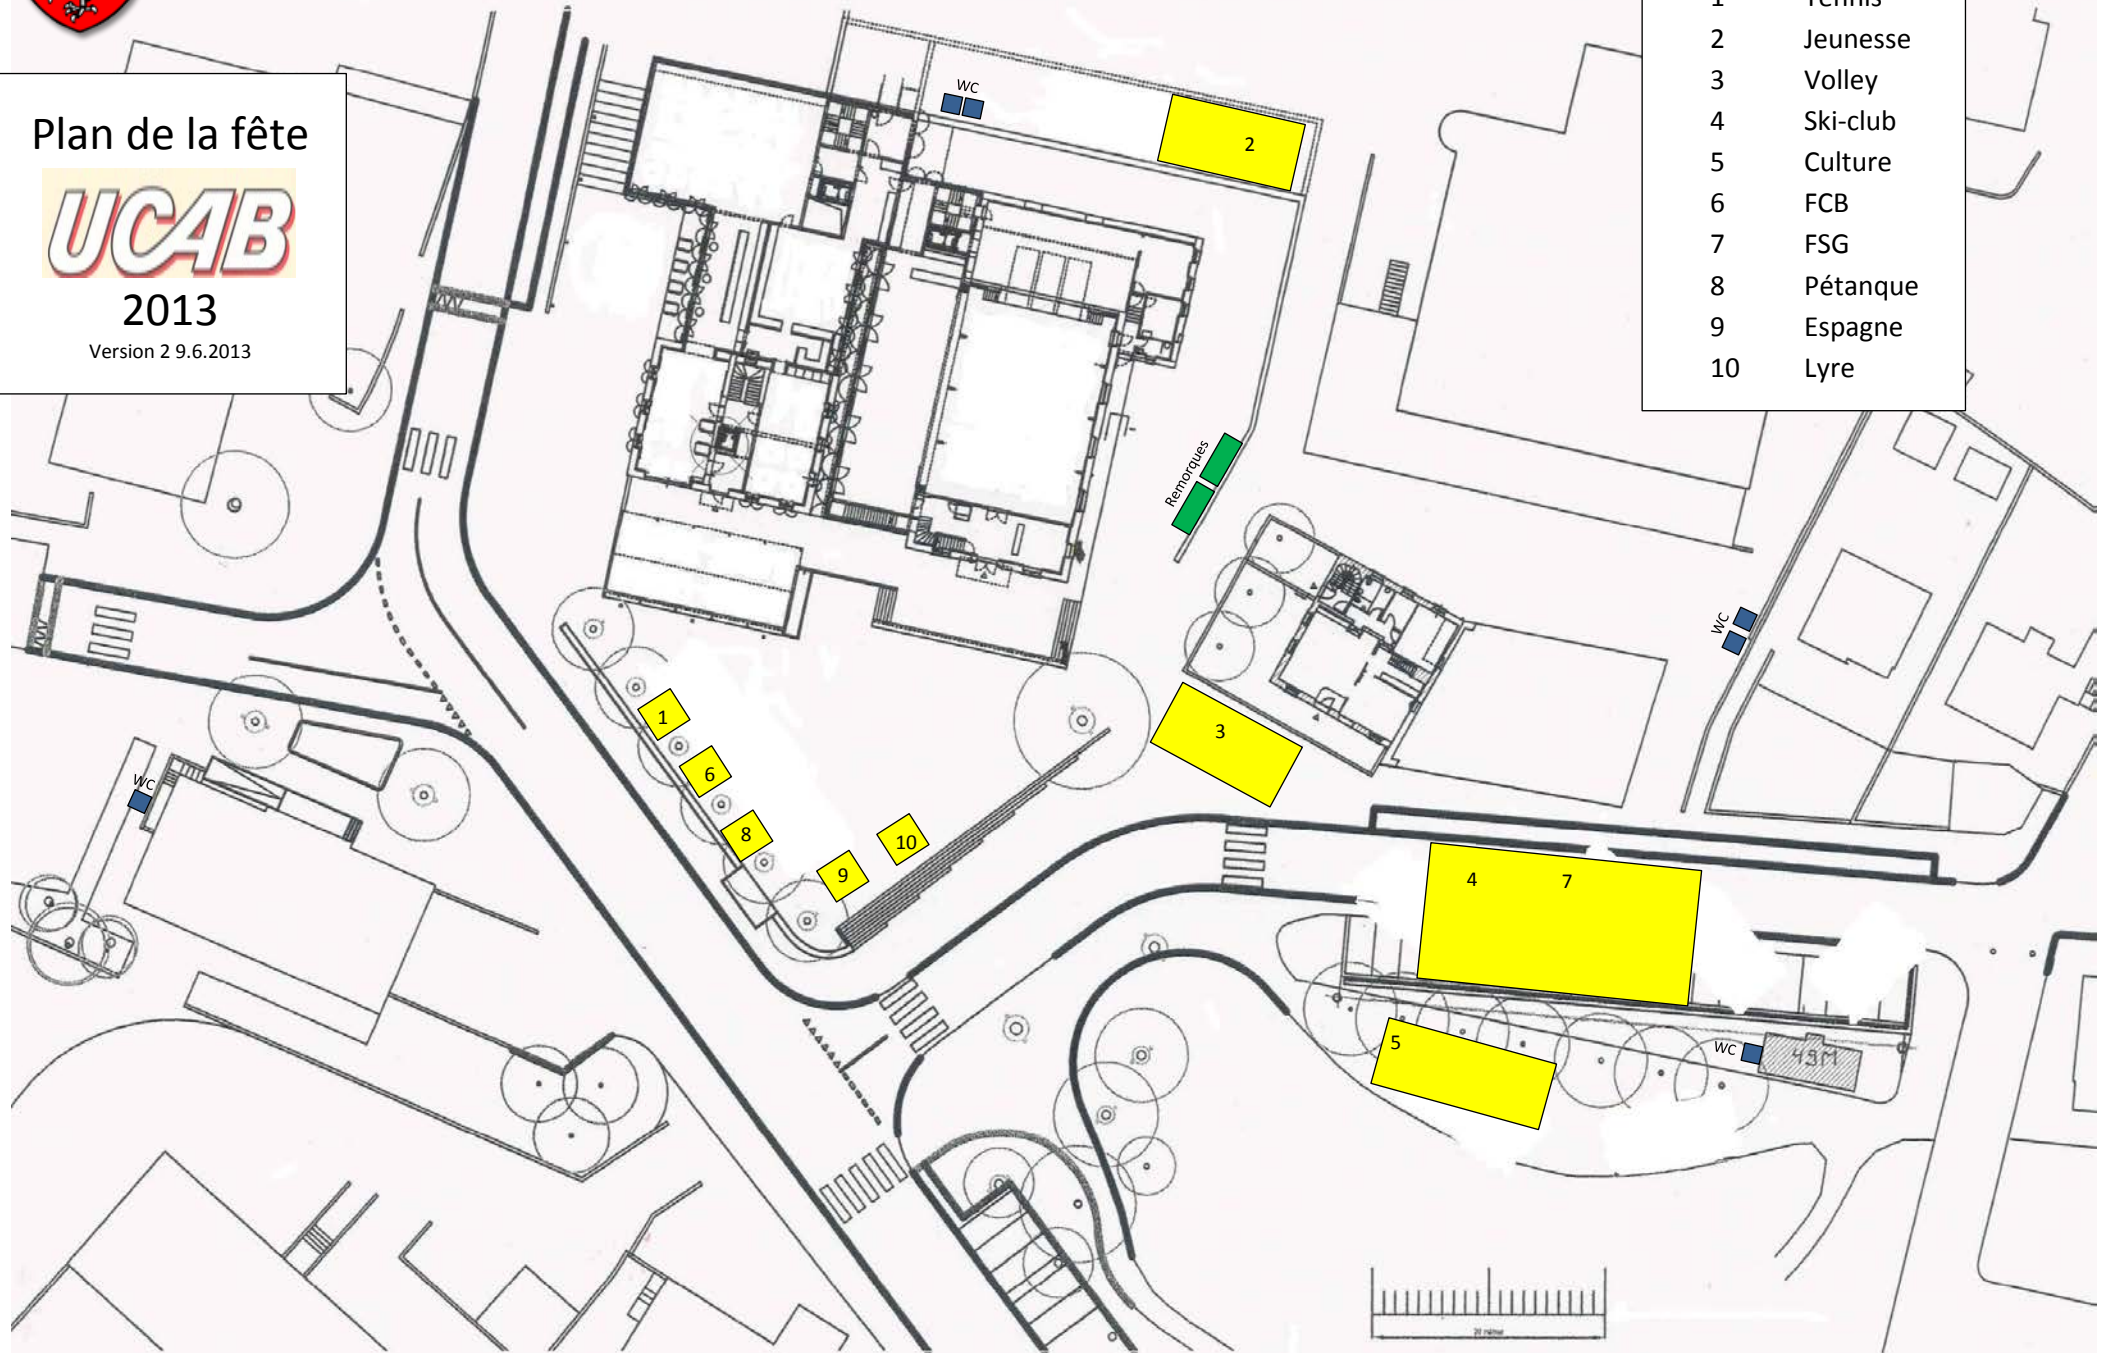 Plan de la fête
UCAB
2013
Version 2 9.6.2013
1 Tennis
2 Jeunesse
3 Volley
4 Ski-club
5 Culture
6 FCB
7 FSG
8 Pétanque
9 Espagne
10 Lyre
WC
2
Remorques
WC
1
3
6
WC
8
10
9
4 7
5
WC